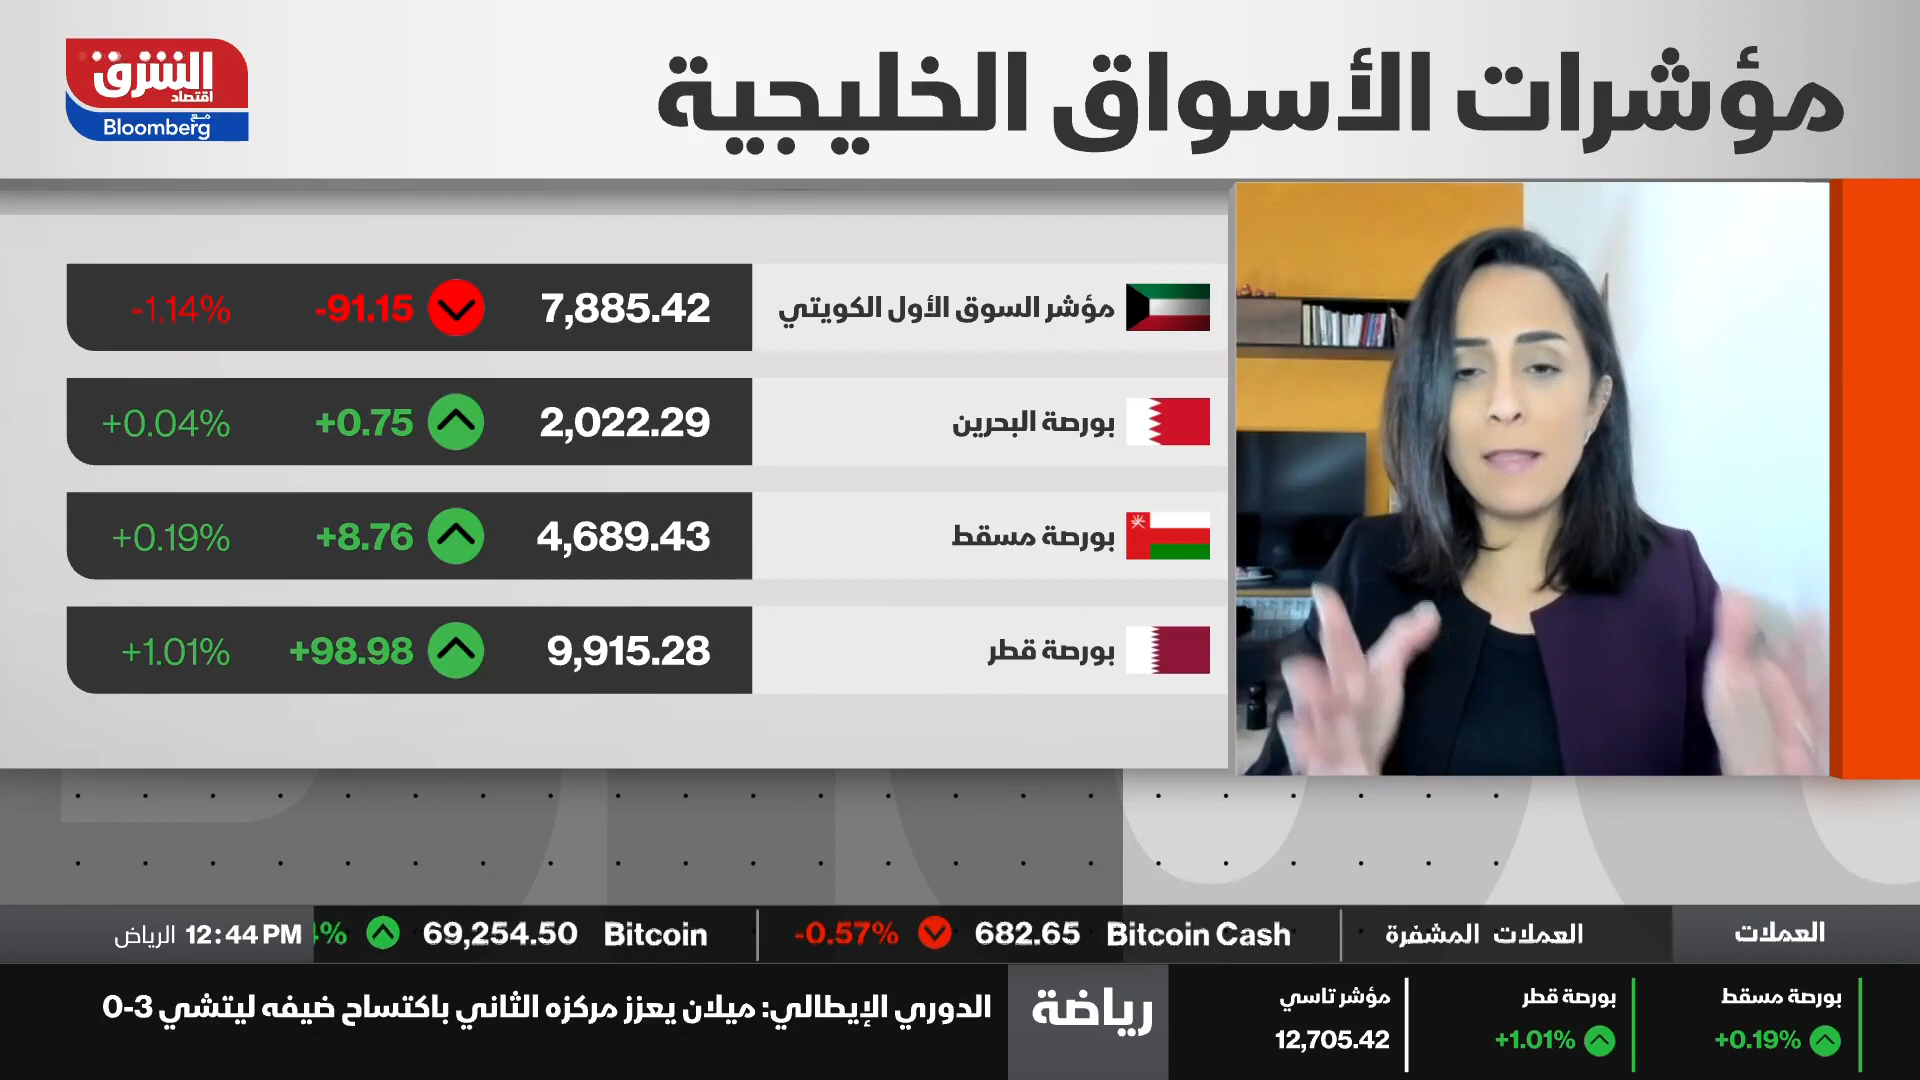 مؤشرات الأسواق الخليجية
الشرق
اقتصاد
مع
Bloomberg
مؤشر السوق الأول الكويتي 7,885.42 -91.15 -1.14%
بورصة البحرين 2,022.29 +0.75 +0.04%
بورصة مسقط 4,689.43 +8.76 +0.19%
بورصة قطر 9,915.28 +98.98 +1.01%
العملات
العملات المشفرة
Bitcoin Cash 682.65 -0.57%
Bitcoin 69,254.50
12:44 PM الرياض
بورصة مسقط
+0.19%
بورصة قطر
+1.01%
مؤشر تاسي
12,705.42
رياضة
الدوري الإيطالي: ميلان يعزز مركزه الثاني باكتساح ضيفه ليتشي 3-0